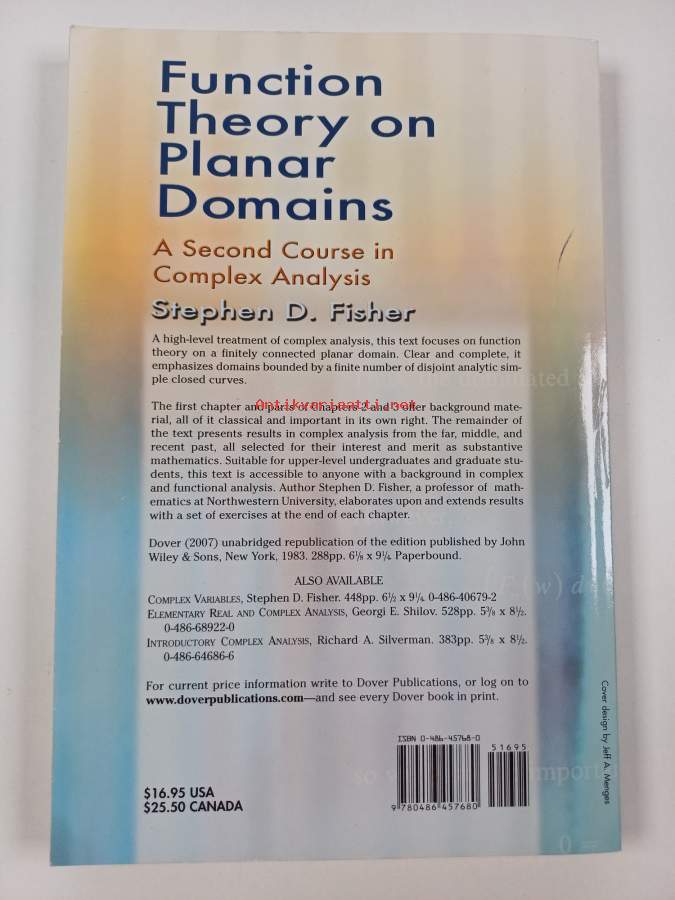 Function
Theory on
Planar
Domains
A Second Course in
Complex Analysis
Stephen D. Fisher
A high-level treatment of complex analysis, this text focuses on function
theory on a finitely connected planar domain. Clear and complete, it
emphasizes domains bounded by a finite number of disjoint analytic sim-
ple closed curves.
The first chapter and parts of chapters 2 and 3 offer background mate-
Antikvariaatti.net
rial, all of it classical and important in its own right. The remainder of
the text presents results in complex analysis from the far, middle, and
recent past, all selected for their interest and merit as substantive
mathematics. Suitable for upper-level undergraduates and graduate stu-
dents, this text is accessible to anyone with a background in complex
and functional analysis. Author Stephen D. Fisher, a professor of math-
ematics at Northwestern University, elaborates upon and extends results
with a set of exercises at the end of each chapter.
Dover (2007) unabridged republication of the edition published by John
Wiley & Sons, New York, 1983. 288pp. 6⅛ x 9¼. Paperbound.
ALSO AVAILABLE
COMPLEX VARIABLES, Stephen D. Fisher. 448pp. 6½ x 9¼. 0-486-40679-2
ELEMENTARY REAL AND COMPLEX ANALYSIS, Georgi E. Shilov. 528pp. 5⅜ x 8½.
0-486-68922-0
INTRODUCTORY COMPLEX ANALYSIS, Richard A. Silverman. 383pp. 5⅜ x 8½.
0-486-64686-6
For current price information write to Dover Publications, or log on to
www.doverpublications.com—and see every Dover book in print.
ISBN 0-486-45768-0
51695
9 780486 457680
$16.95 USA
$25.50 CANADA
Cover design by Jeff A. Menges
dominated
(w) d
import
0 =